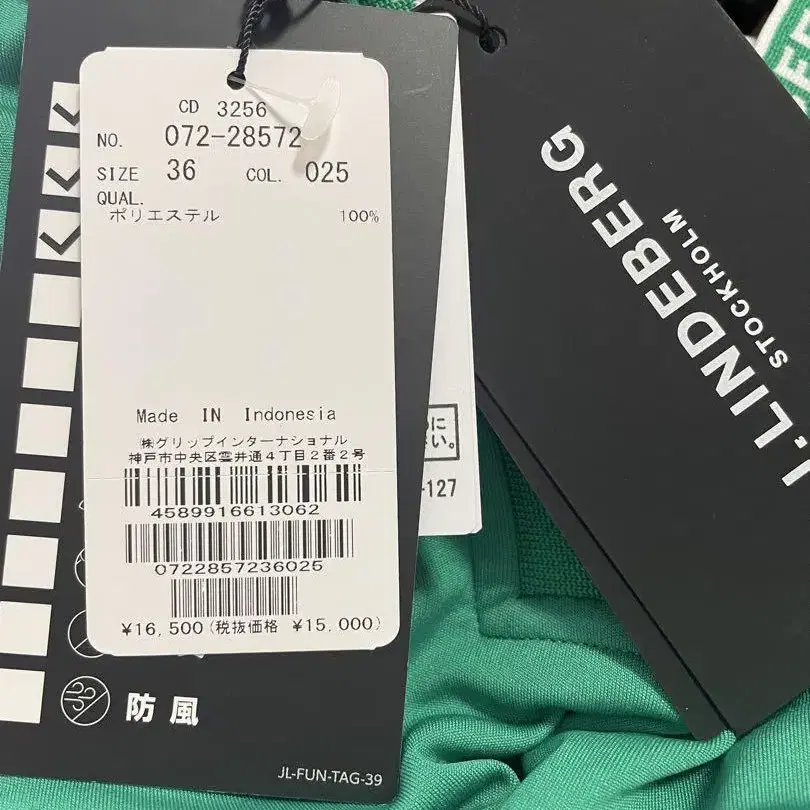 CD 3256
NO. 072-28572
SIZE 36 COL. 025
QUAL.
ポリエステル 100%
Made IN Indonesia
㈱グリップインターナショナル
神戸市中央区雲井通4丁目2番2号
4589916613062
0722857236025
¥16,500(税抜価格 ¥15,000)
防風
JL-FUN-TAG-39
に
い。
-127
J.LINDEBERG
STOCKHOLM